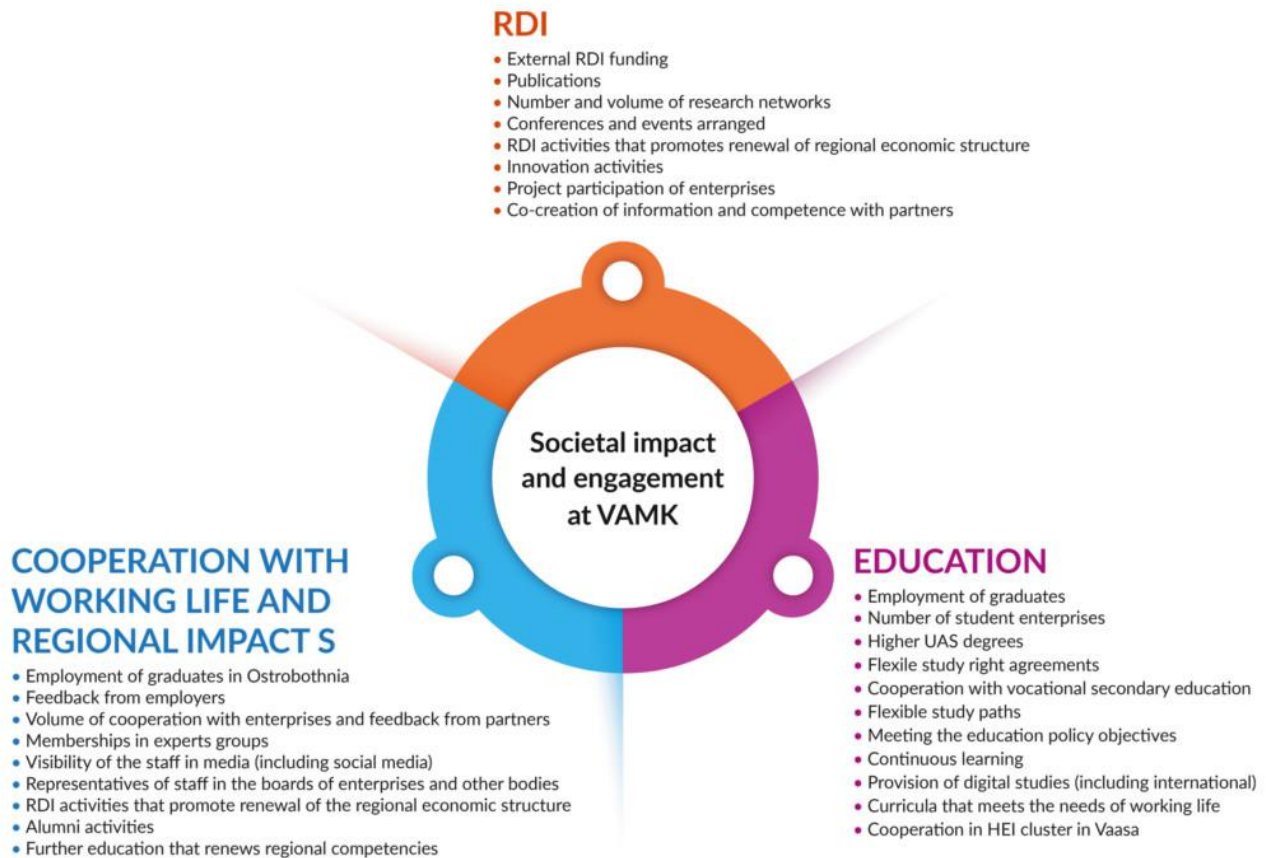 RDI
• External RDI funding
• Publications
• Number and volume of research networks
• Conferences and events arranged
• RDI activities that promotes renewal of regional economic structure
• Innovation activities
• Project participation of enterprises
• Co-creation of information and competence with partners
Societal impact
and engagement
at VAMK
COOPERATION WITH
WORKING LIFE AND
REGIONAL IMPACT S
• Employment of graduates in Ostrobothnia
• Feedback from employers
• Volume of cooperation with enterprises and feedback from partners
• Memberships in experts groups
• Visibility of the staff in media (including social media)
• Representatives of staff in the boards of enterprises and other bodies
• RDI activities that promote renewal of the regional economic structure
• Alumni activities
• Further education that renews regional competencies
EDUCATION
• Employment of graduates
• Number of student enterprises
• Higher UAS degrees
• Flexile study right agreements
• Cooperation with vocational secondary education
• Flexible study paths
• Meeting the education policy objectives
• Continuous learning
• Provision of digital studies (including international)
• Curricula that meets the needs of working life
• Cooperation in HEI cluster in Vaasa